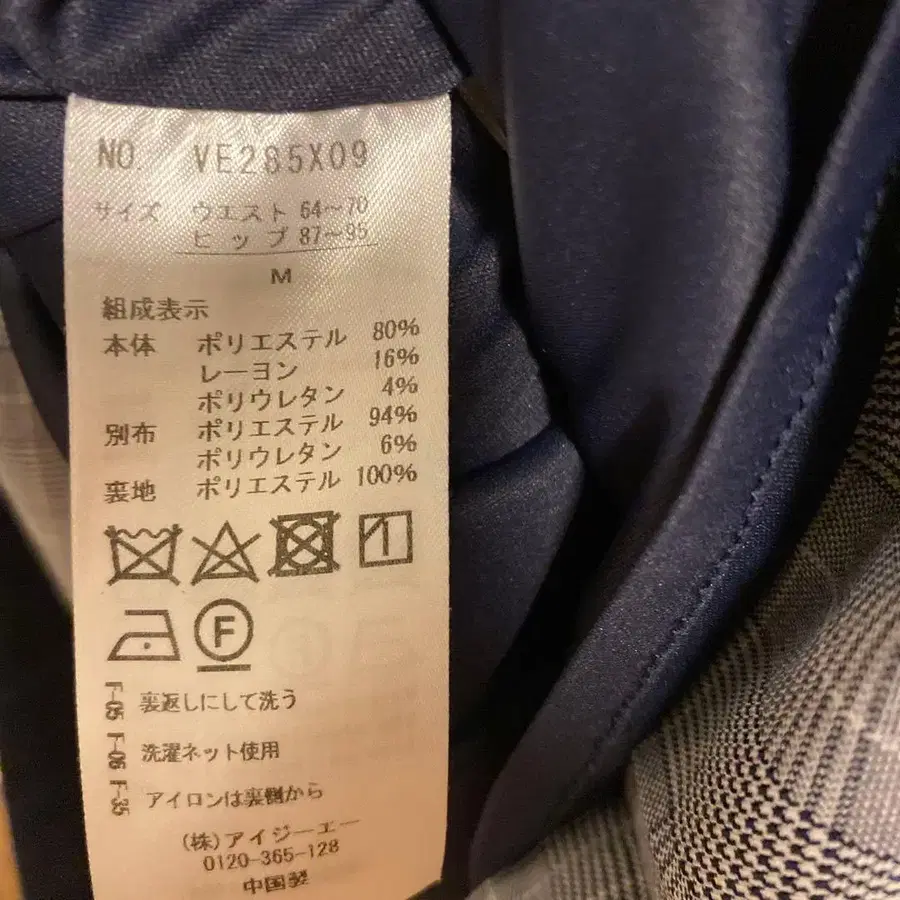 NO. VE285X09
サイズ ウエスト 64〜70
ヒップ 87〜95
M
組成表示
本体 ポリエステル 80%
レーヨン 16%
ポリウレタン 4%
別布 ポリエステル 94%
ポリウレタン 6%
裏地 ポリエステル 100%
F
F-05 裏返しにして洗う
F-06 洗濯ネット使用
F-35 アイロンは裏側から
(株)アイジーエー
0120-365-128
中国製